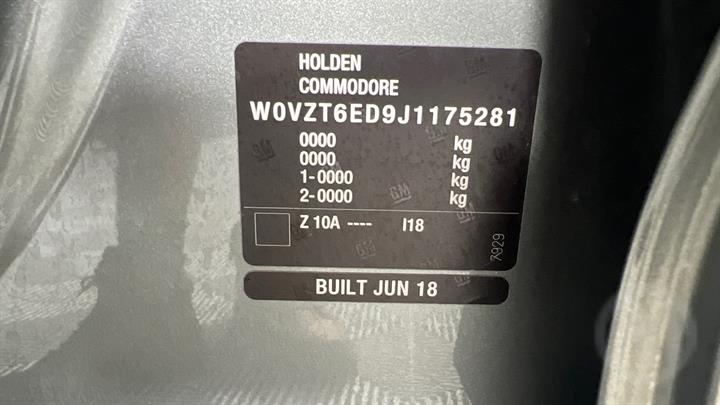 HOLDEN
COMMODORE
W0VZT6ED9J1175281
0000 kg
0000 kg
1-0000 kg
2-0000 kg
Z 10A ---- I18
7929
BUILT JUN 18